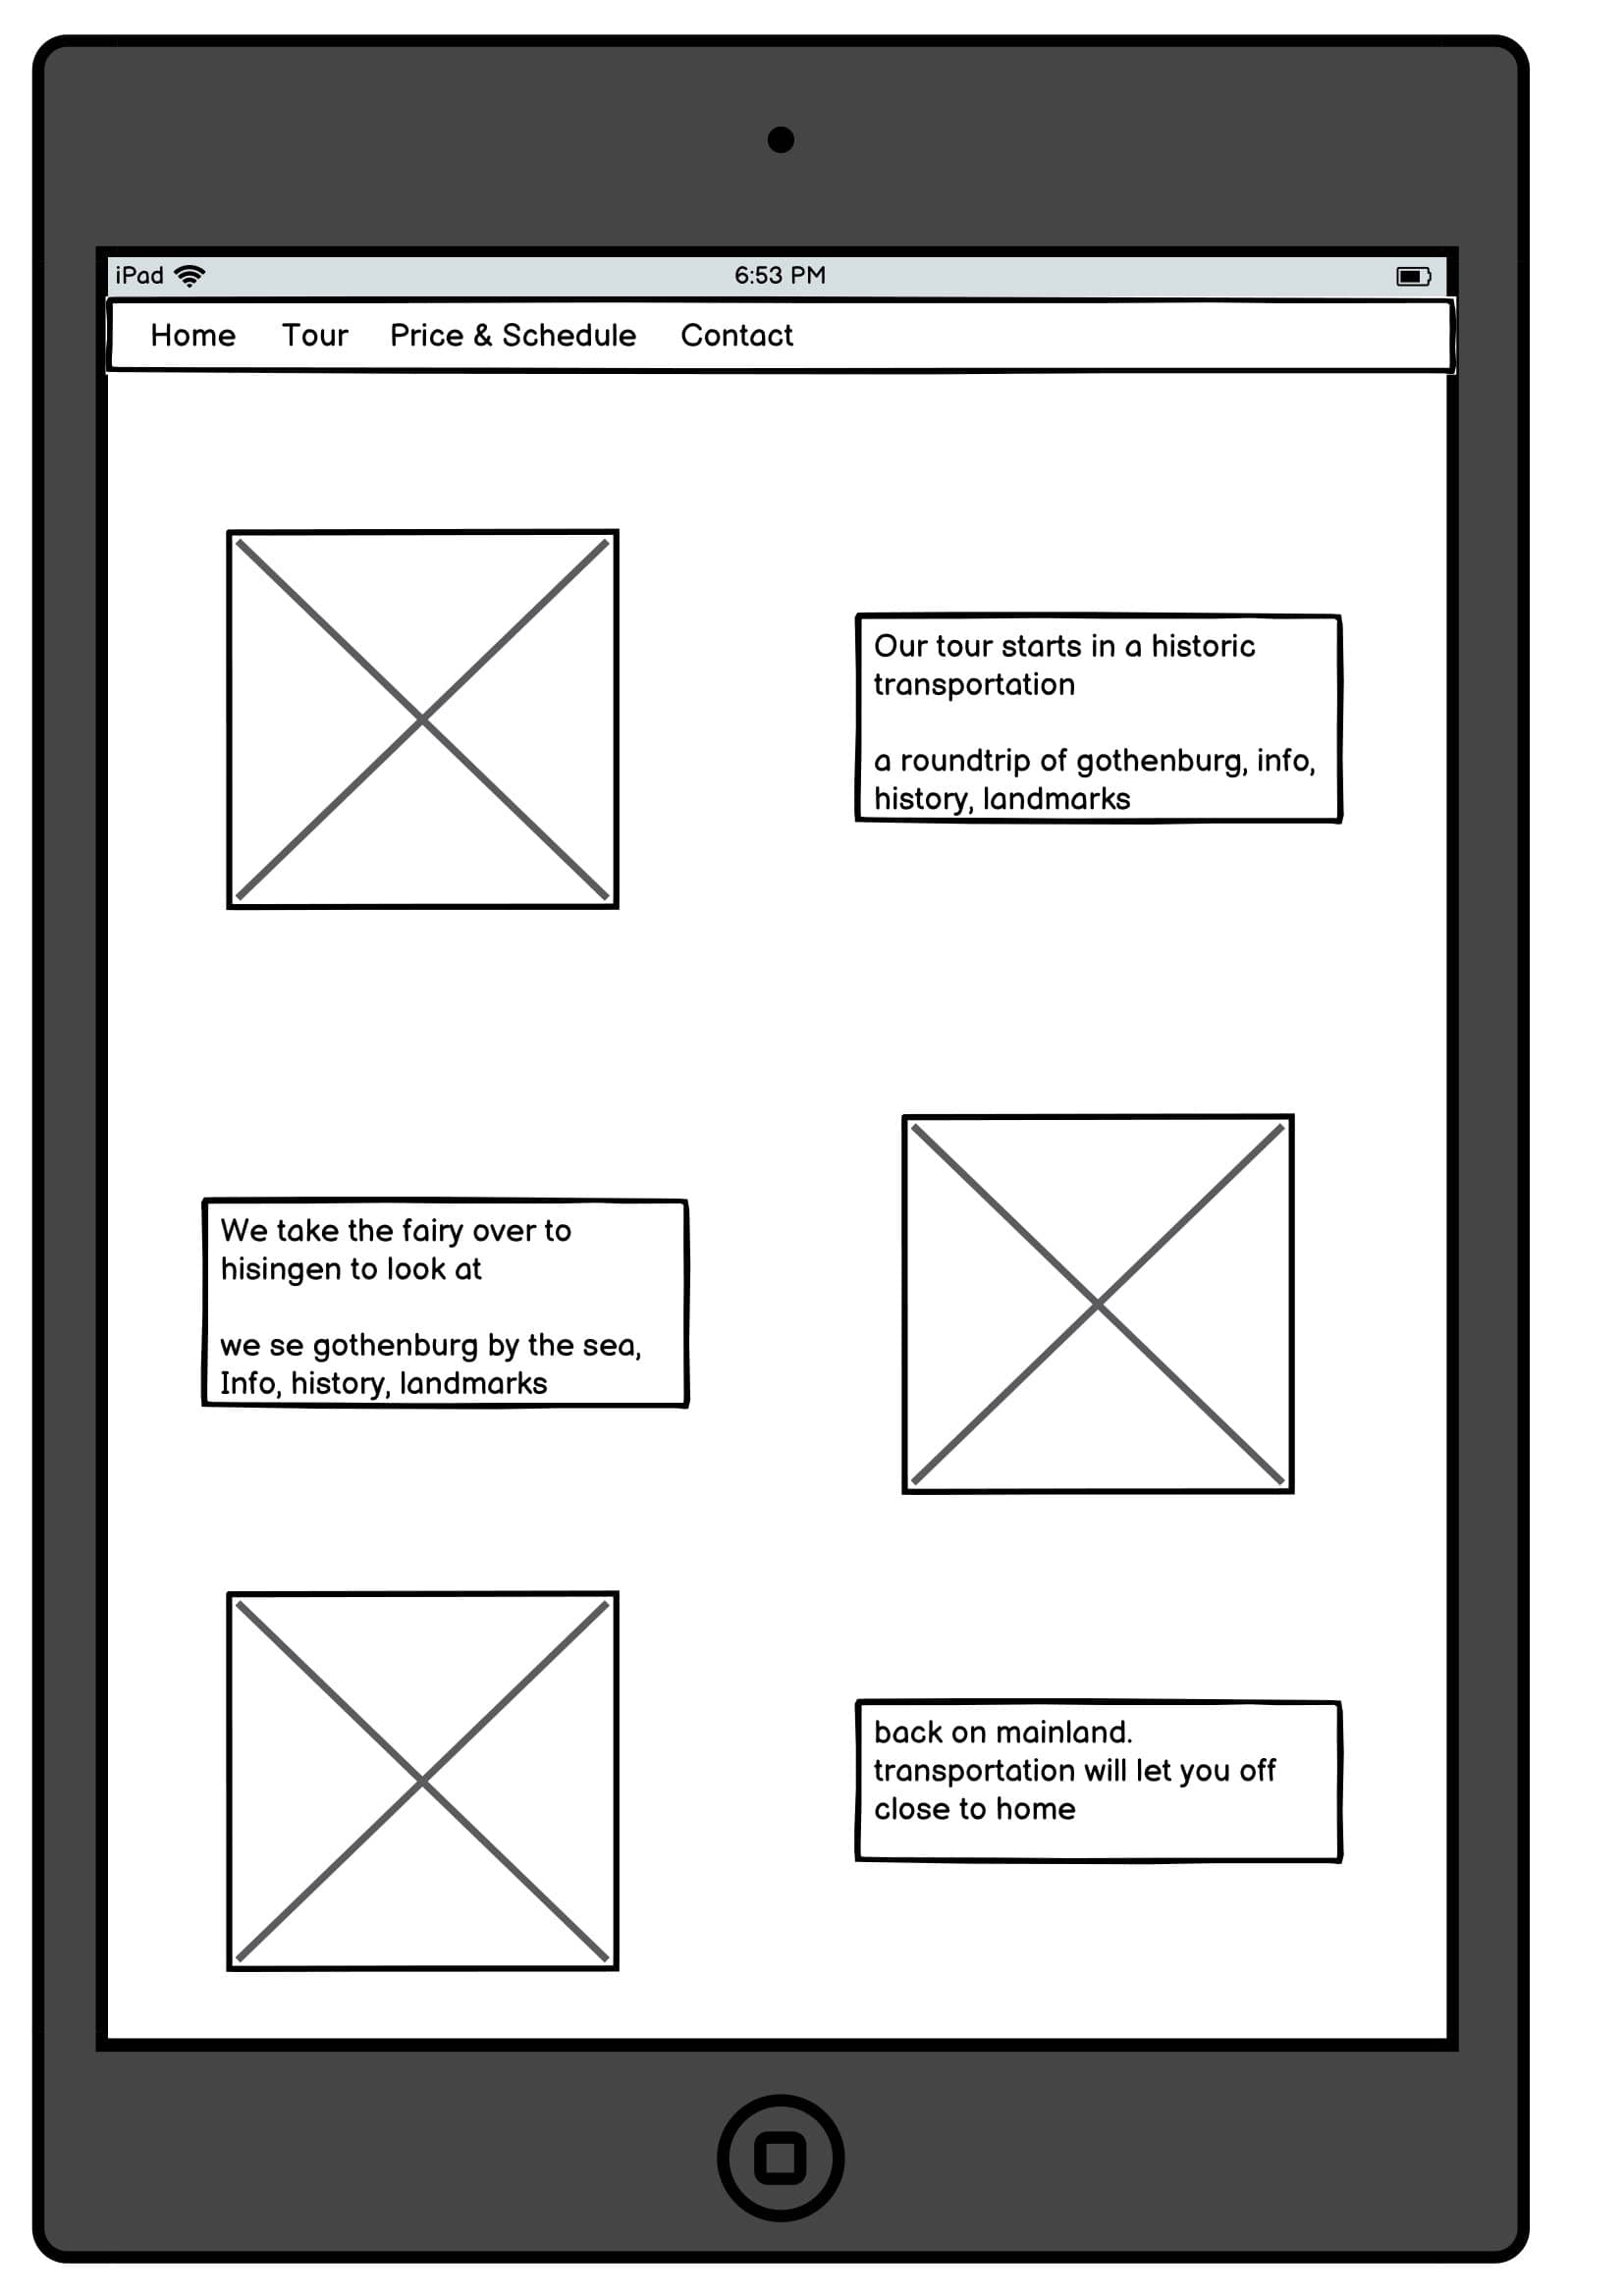 iPad
6:53 PM
Home Tour Price & Schedule Contact
Our tour starts in a historic
transportation
a roundtrip of gothenburg, info,
history, landmarks
We take the fairy over to
hisingen to look at
we se gothenburg by the sea,
Info, history, landmarks
back on mainland.
transportation will let you off
close to home